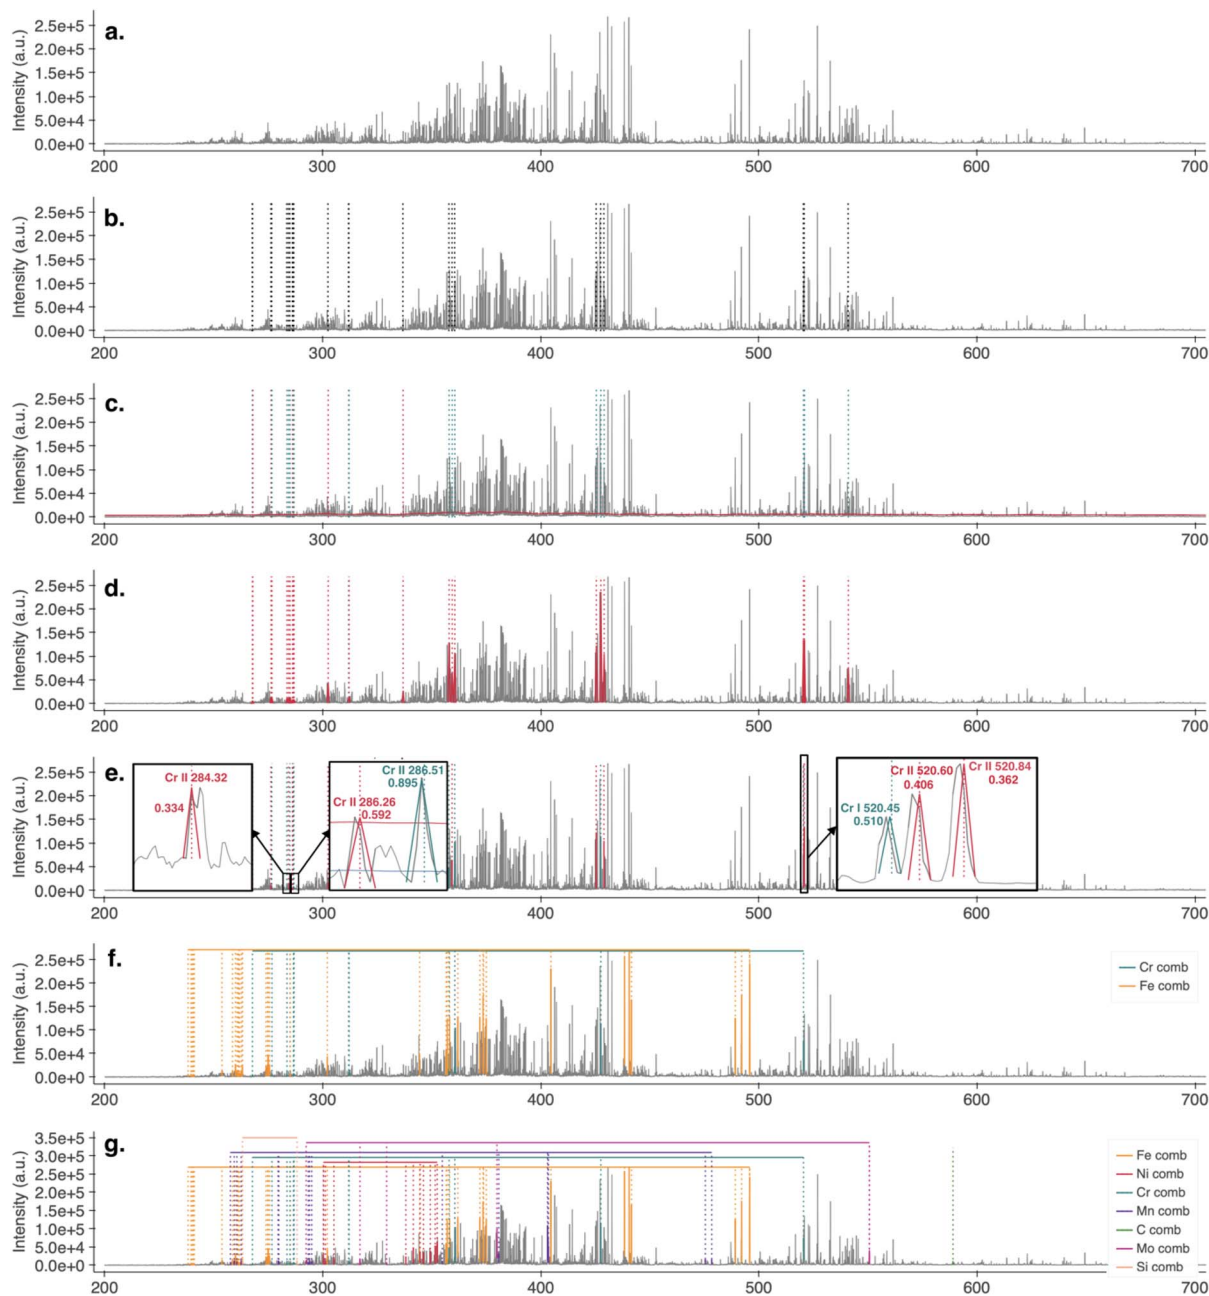 a.
Intensity (a.u.)
2.5e+5
2.0e+5
1.5e+5
1.0e+5
5.0e+4
0.0e+0
200 300 400 500 600 700
b.
Intensity (a.u.)
2.5e+5
2.0e+5
1.5e+5
1.0e+5
5.0e+4
0.0e+0
200 300 400 500 600 700
c.
Intensity (a.u.)
2.5e+5
2.0e+5
1.5e+5
1.0e+5
5.0e+4
0.0e+0
200 300 400 500 600 700
d.
Intensity (a.u.)
2.5e+5
2.0e+5
1.5e+5
1.0e+5
5.0e+4
0.0e+0
200 300 400 500 600 700
e.
Intensity (a.u.)
2.5e+5
2.0e+5
1.5e+5
1.0e+5
5.0e+4
0.0e+0
Cr II 284.32
0.334
Cr II 286.51
0.895
Cr II 286.26
0.592
Cr I 520.45
0.510
Cr II 520.60
0.406
Cr II 520.84
0.362
200 300 400 500 600 700
f.
Intensity (a.u.)
2.5e+5
2.0e+5
1.5e+5
1.0e+5
5.0e+4
0.0e+0
Cr comb
Fe comb
200 300 400 500 600 700
g.
Intensity (a.u.)
3.5e+5
3.0e+5
2.5e+5
2.0e+5
1.5e+5
1.0e+5
5.0e+4
0.0e+0
Fe comb
Ni comb
Cr comb
Mn comb
C comb
Mo comb
Si comb
200 300 400 500 600 700